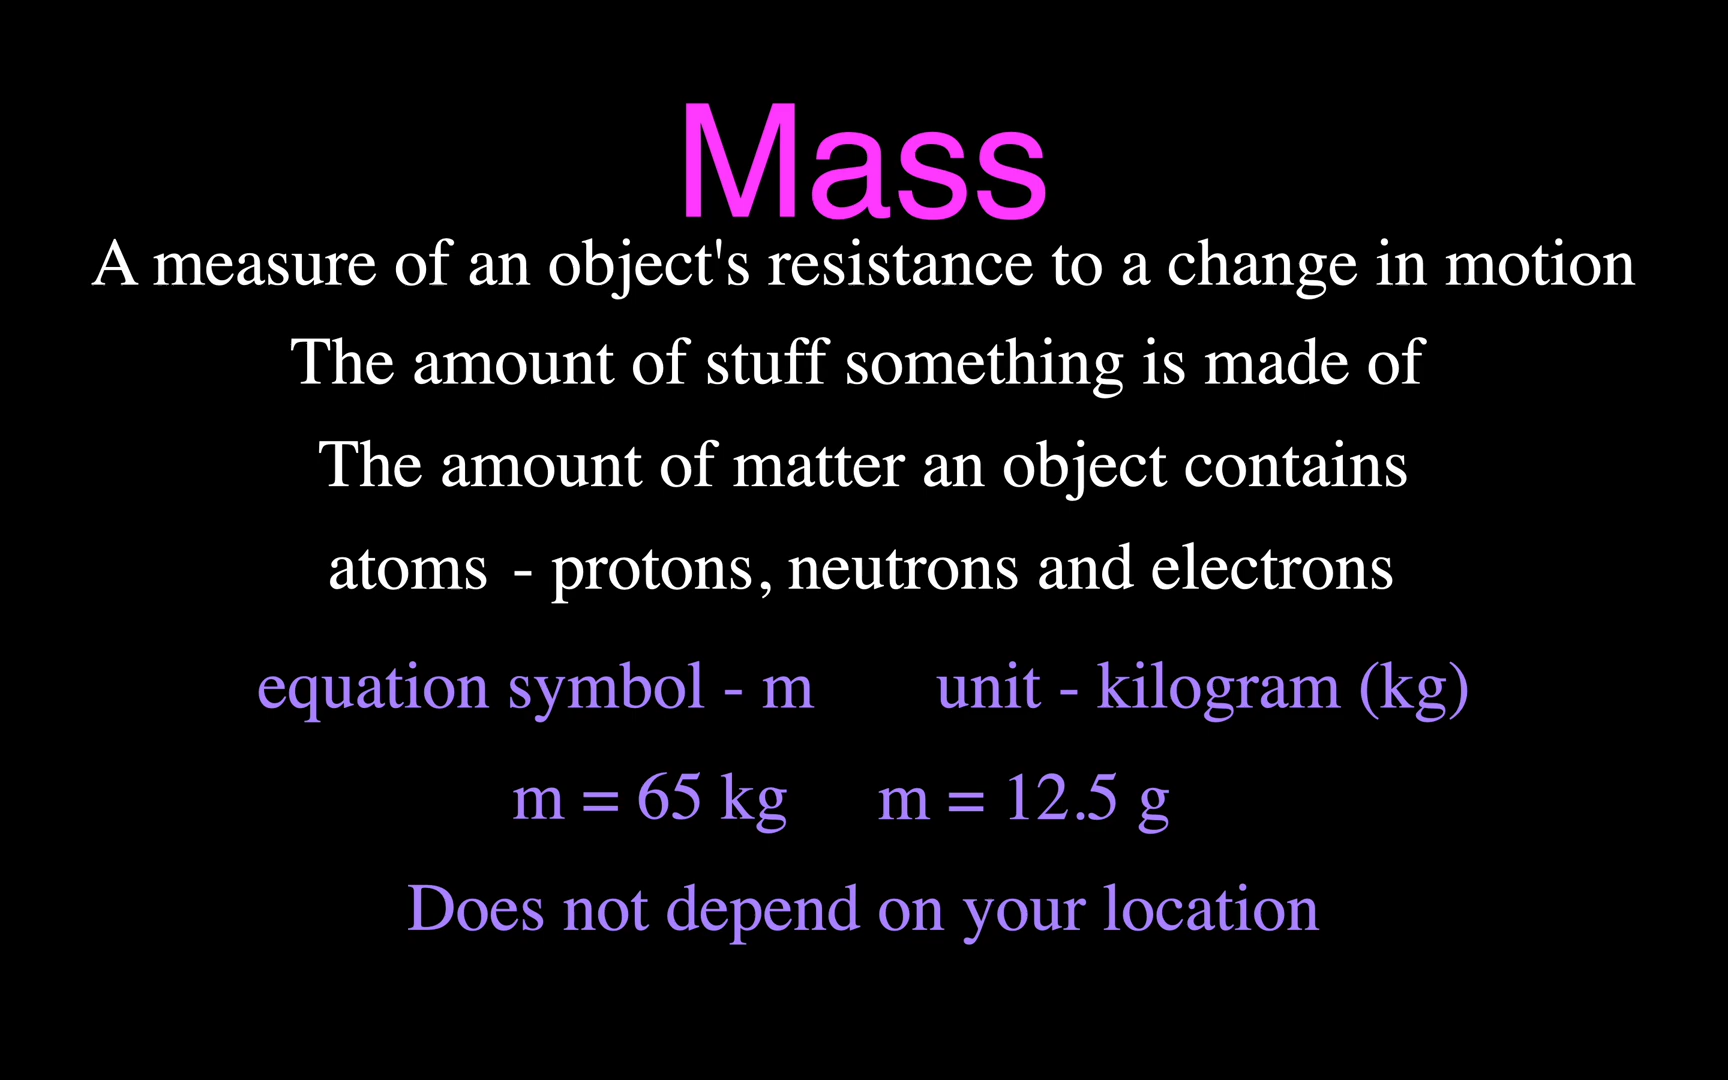 Mass
A measure of an object's resistance to a change in motion
The amount of stuff something is made of
The amount of matter an object contains
atoms - protons, neutrons and electrons
equation symbol - m unit - kilogram (kg)
m = 65 kg m = 12.5 g
Does not depend on your location